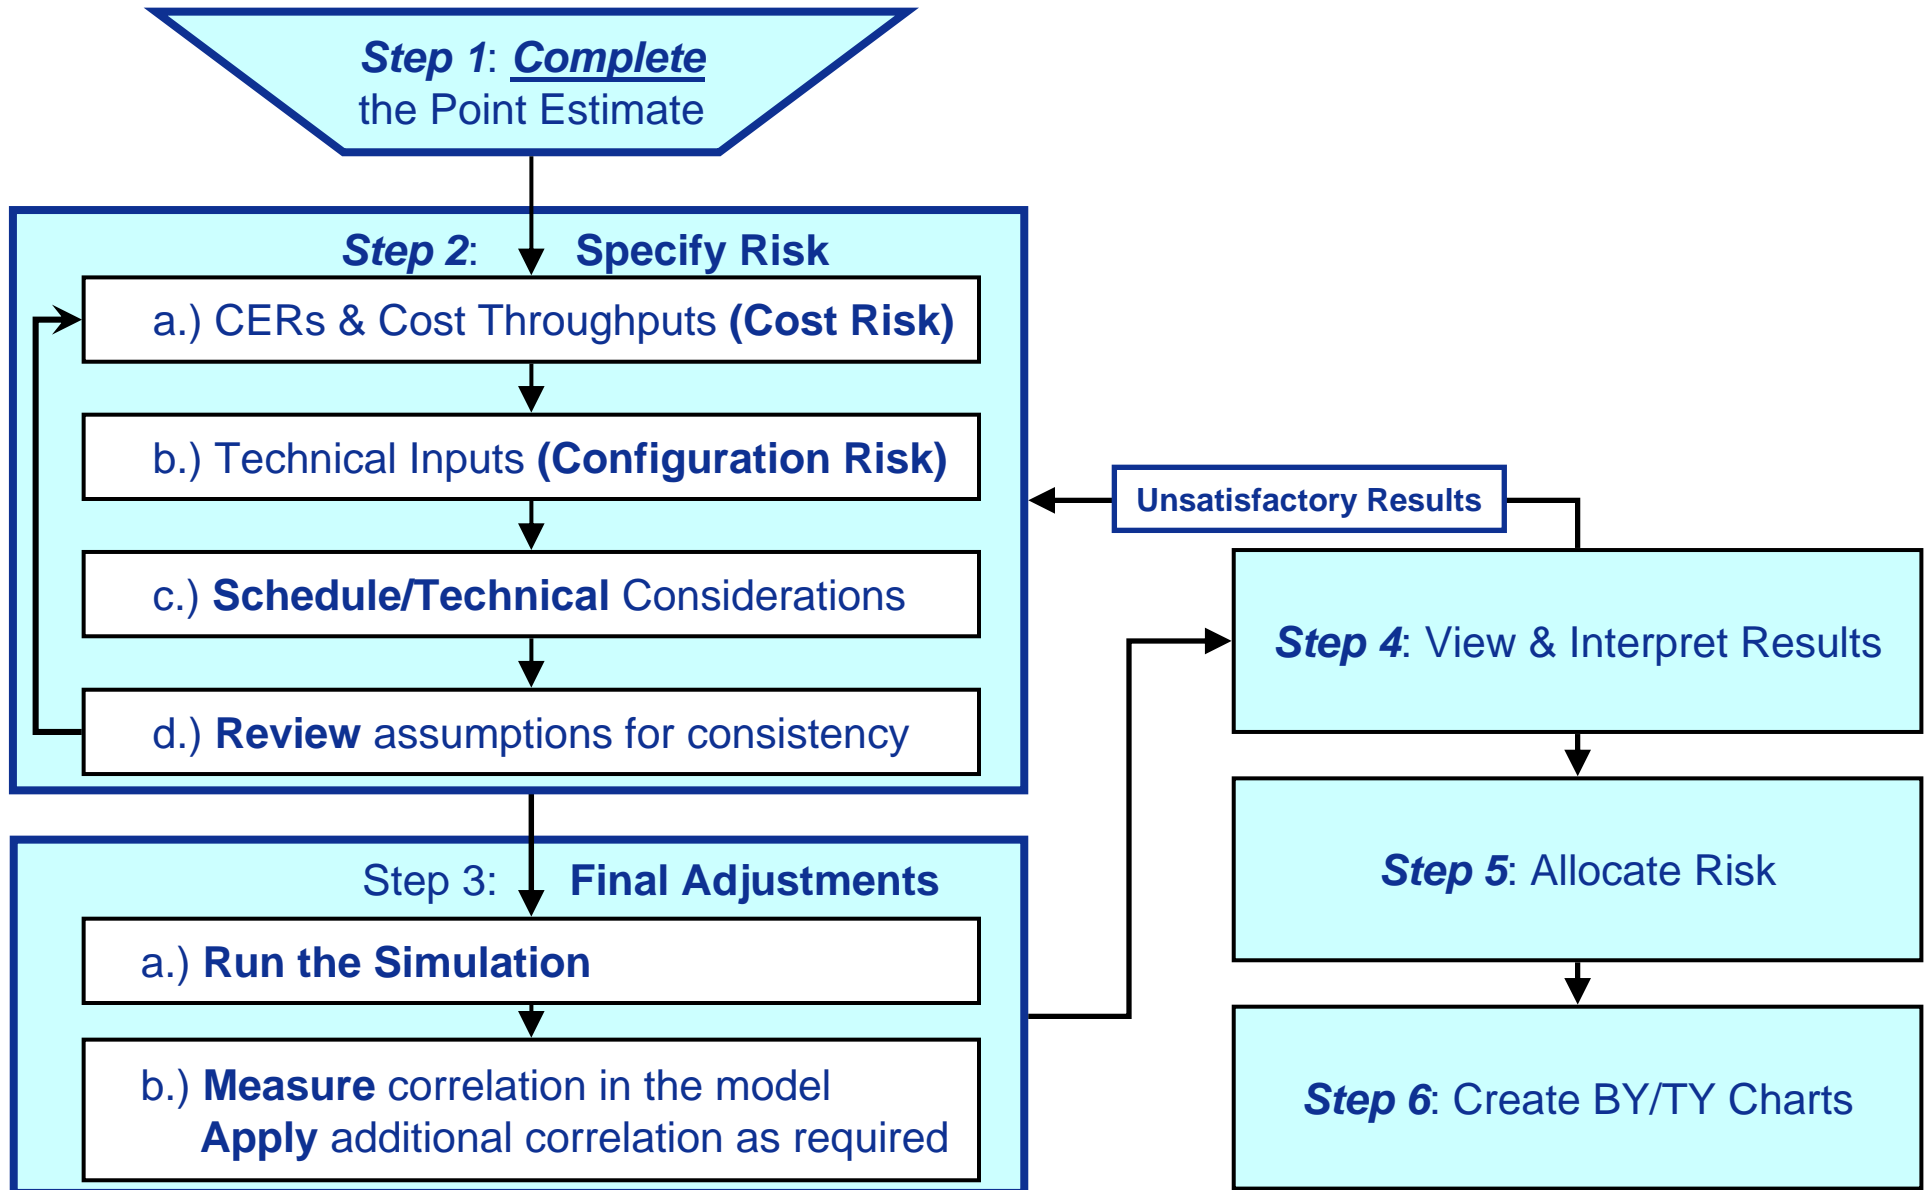 Step 1: Complete
the Point Estimate
Step 2: Specify Risk
a.) CERs & Cost Throughputs (Cost Risk)
b.) Technical Inputs (Configuration Risk)
c.) Schedule/Technical Considerations
d.) Review assumptions for consistency
Step 3: Final Adjustments
a.) Run the Simulation
b.) Measure correlation in the model
Apply additional correlation as required
Unsatisfactory Results
Step 4: View & Interpret Results
Step 5: Allocate Risk
Step 6: Create BY/TY Charts